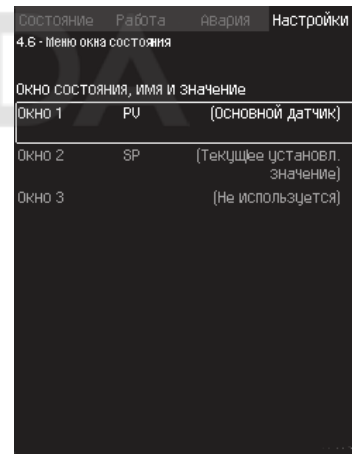 Состояние Работа Авария Настройки
4.6 - Меню окна состояния
Окно состояния, имя и значение
Окно 1 PV (Основной датчик)
Окно 2 SP (Текущее установл.
значение)
Окно 3 (Не используется)